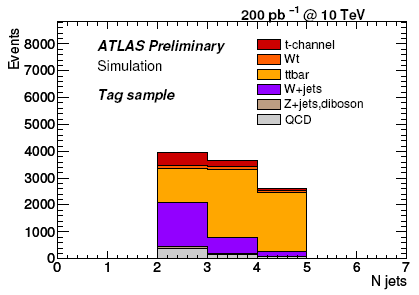 200 pb⁻¹ @ 10 TeV
Events
8000
7000
6000
5000
4000
3000
2000
1000
0
ATLAS Preliminary
Simulation
Tag sample
t-channel
Wt
ttbar
W+jets
Z+jets,diboson
QCD
0 1 2 3 4 5 6 7
N jets